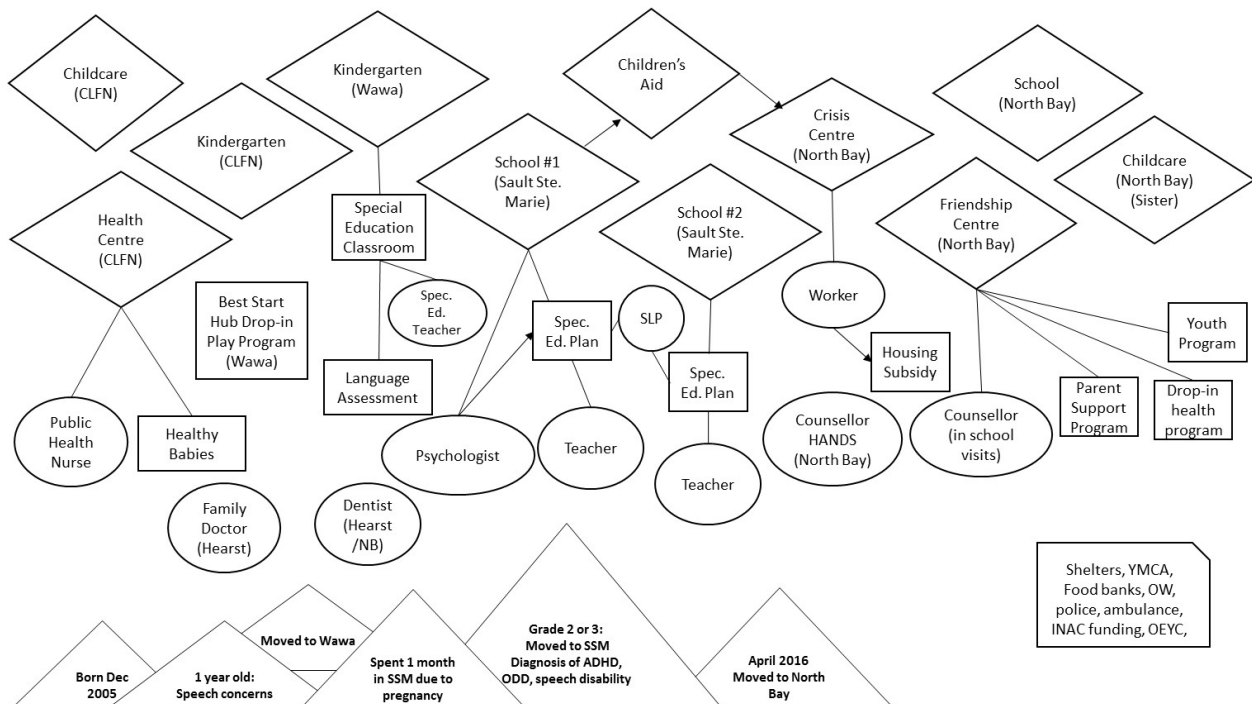 Childcare
(CLFN)
Kindergarten
(Wawa)
Children's
Aid
School
(North Bay)
Crisis
Centre
(North Bay)
Kindergarten
(CLFN)
School #1
(Sault Ste.
Marie)
Childcare
(North Bay)
(Sister)
Health
Centre
(CLFN)
Special
Education
Classroom
School #2
(Sault Ste.
Marie)
Friendship
Centre
(North Bay)
Best Start
Hub Drop-in
Play Program
(Wawa)
Spec.
Ed.
Teacher
Spec.
Ed. Plan
SLP
Worker
Youth
Program
Language
Assessment
Spec.
Ed. Plan
Housing
Subsidy
Parent
Support
Program
Drop-in
health
program
Public
Health
Nurse
Healthy
Babies
Psychologist
Teacher
Teacher
Counsellor
HANDS
(North Bay)
Counsellor
(in school
visits)
Family
Doctor
(Hearst)
Dentist
(Hearst
/NB)
Shelters, YMCA,
Food banks, OW,
police, ambulance,
INAC funding, OEYC,
Born Dec
2005
1 year old:
Speech concerns
Moved to Wawa
Spent 1 month
in SSM due to
pregnancy
Grade 2 or 3:
Moved to SSM
Diagnosis of ADHD,
ODD, speech disability
April 2016
Moved to North
Bay